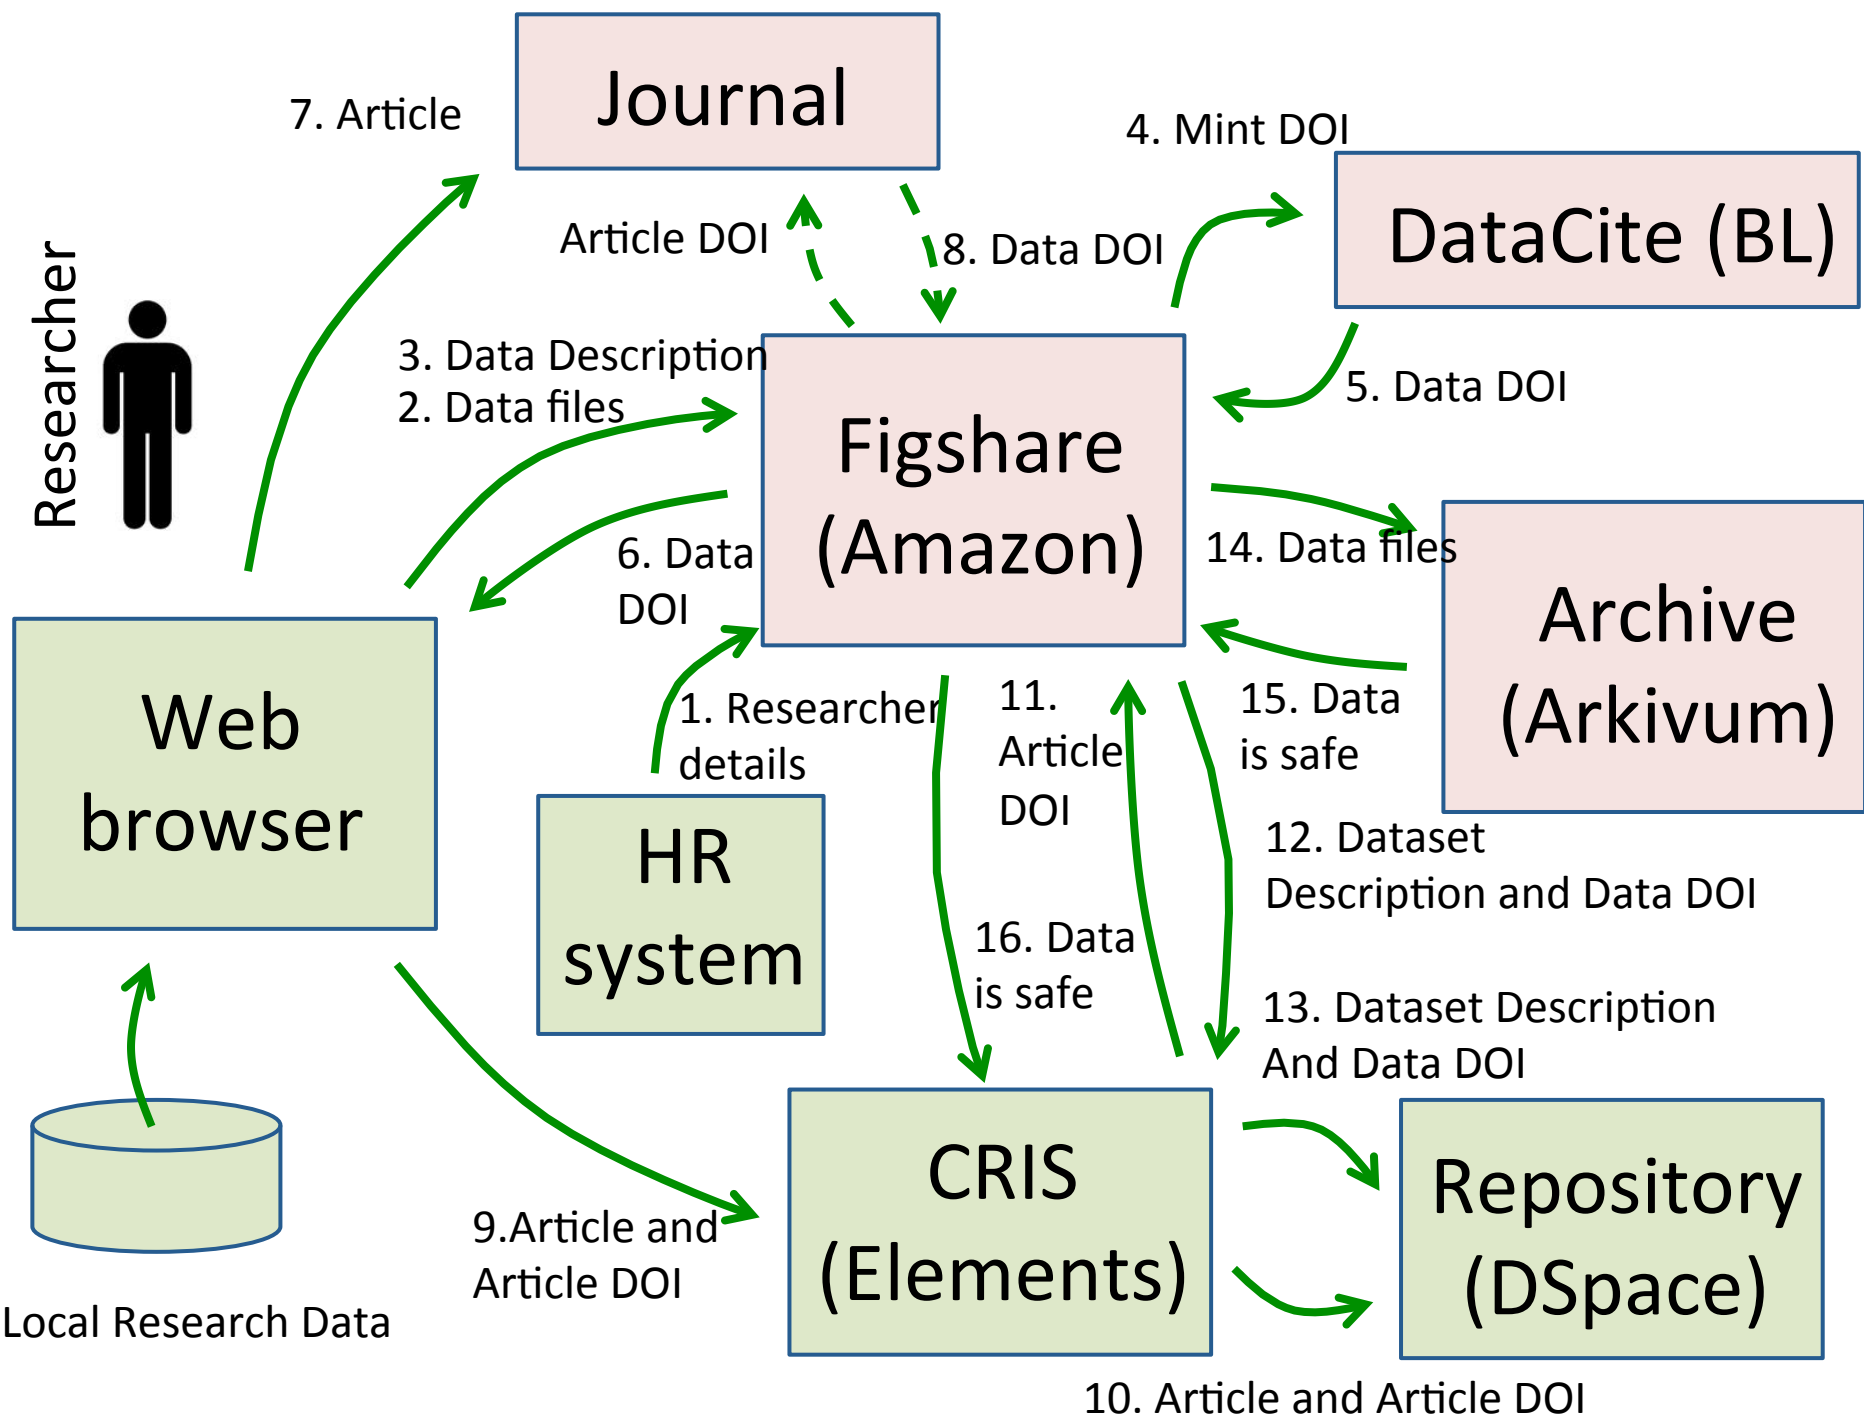 Journal
7. Article
4. Mint DOI
DataCite (BL)
Article DOI
8. Data DOI
Researcher
3. Data Description
2. Data files
5. Data DOI
Figshare
(Amazon)
6. Data
DOI
14. Data files
Archive
(Arkivum)
Web
browser
1. Researcher
details
11.
Article
DOI
15. Data
is safe
HR
system
12. Dataset
Description and Data DOI
16. Data
is safe
13. Dataset Description
And Data DOI
CRIS
(Elements)
Repository
(DSpace)
9.Article and
Article DOI
Local Research Data
10. Article and Article DOI